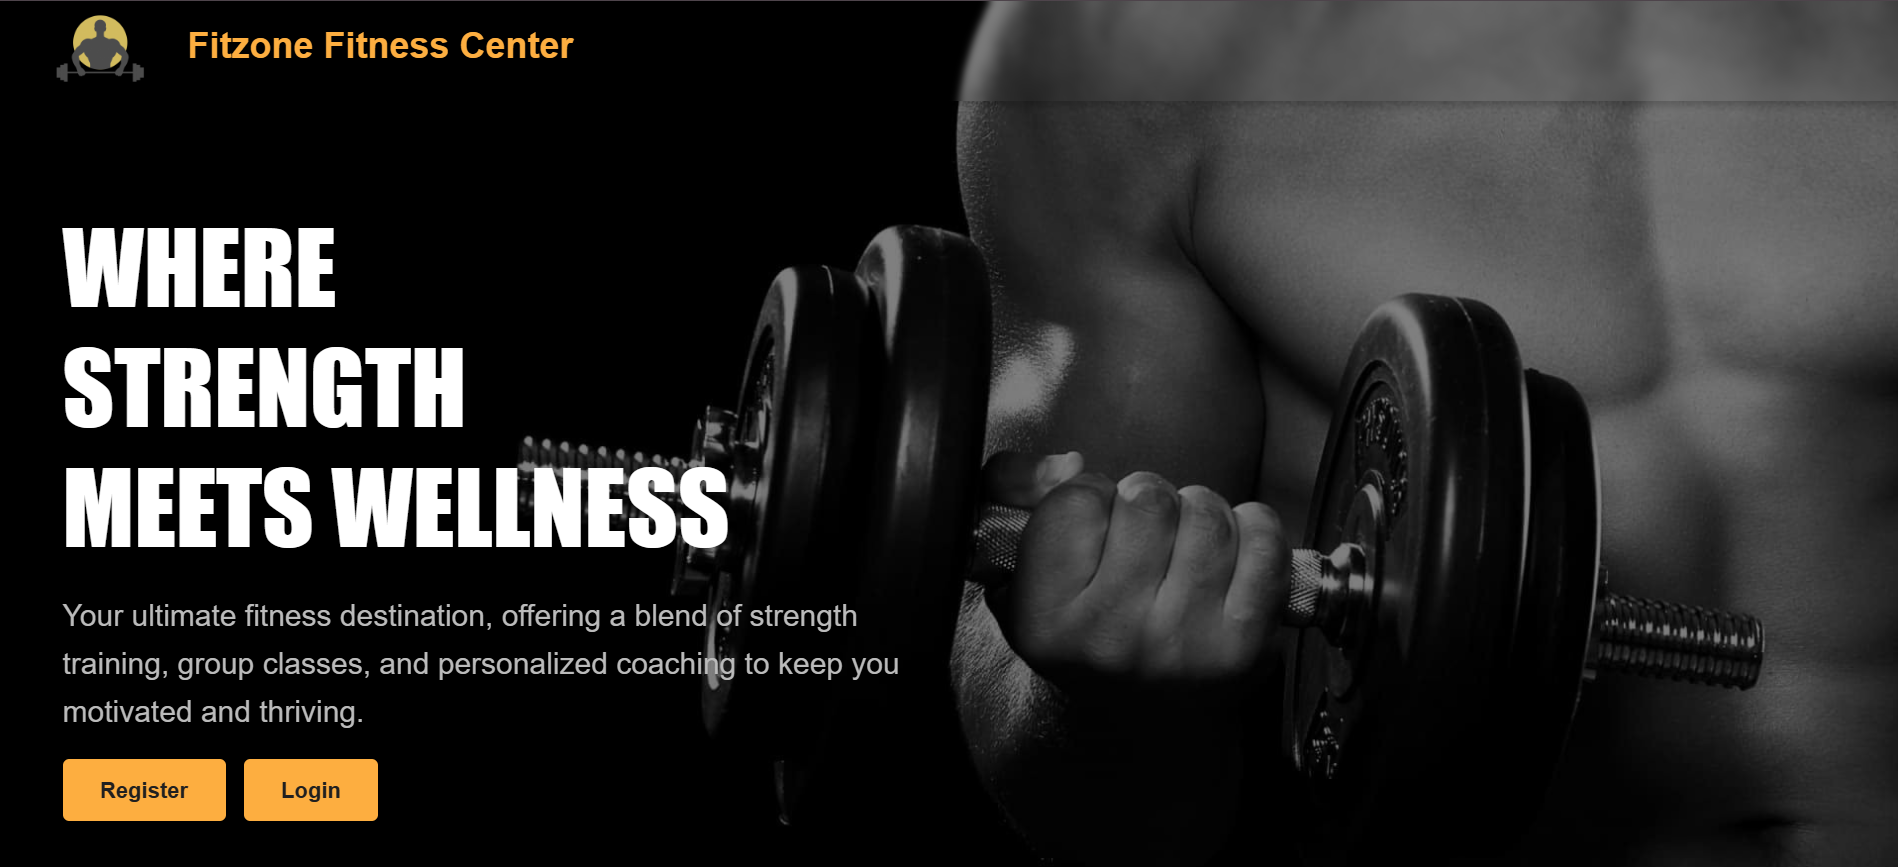 Fitzone Fitness Center
WHERE
STRENGTH
MEETS WELLNESS
Your ultimate fitness destination, offering a blend of strength
training, group classes, and personalized coaching to keep you
motivated and thriving.
Register
Login